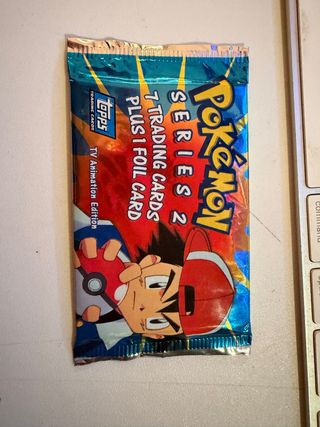 POKéMON
SERIES 2
7 TRADING CARDS
PLUS 1 FOIL CARD
topps
TRADING CARDS
TV Animation Edition
command